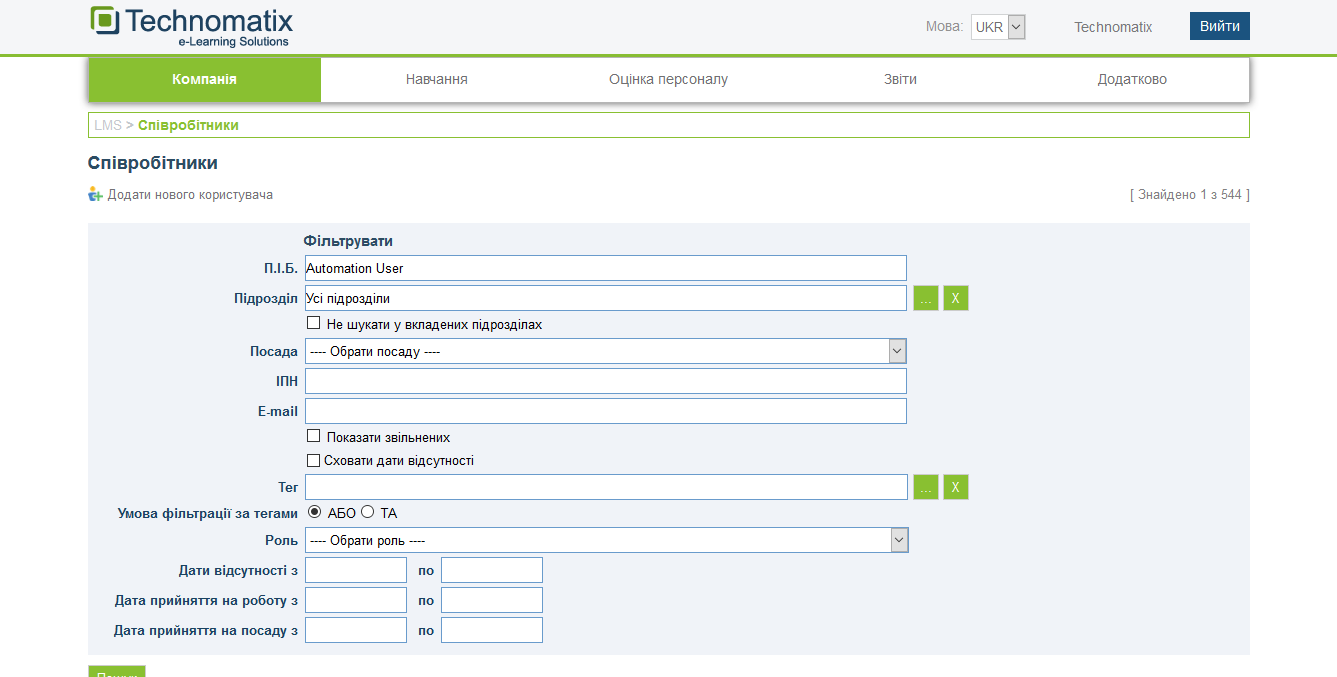 Technomatix
e-Learning Solutions
Мова: UKR Technomatix Вийти
Компанія Навчання Оцінка персоналу Звіти Додатково
LMS > Співробітники
Співробітники
Додати нового користувача [ Знайдено 1 з 544 ]
Фільтрувати
П.І.Б. Automation User
Підрозділ Усі підрозділи ... X
Не шукати у вкладених підрозділах
Посада ---- Обрати посаду ----
ІПН
E-mail
Показати звільнених
Сховати дати відсутності
Тег ... X
Умова фільтрації за тегами АБО ТА
Роль ---- Обрати роль ----
Дати відсутності з по
Дата прийняття на роботу з по
Дата прийняття на посаду з по